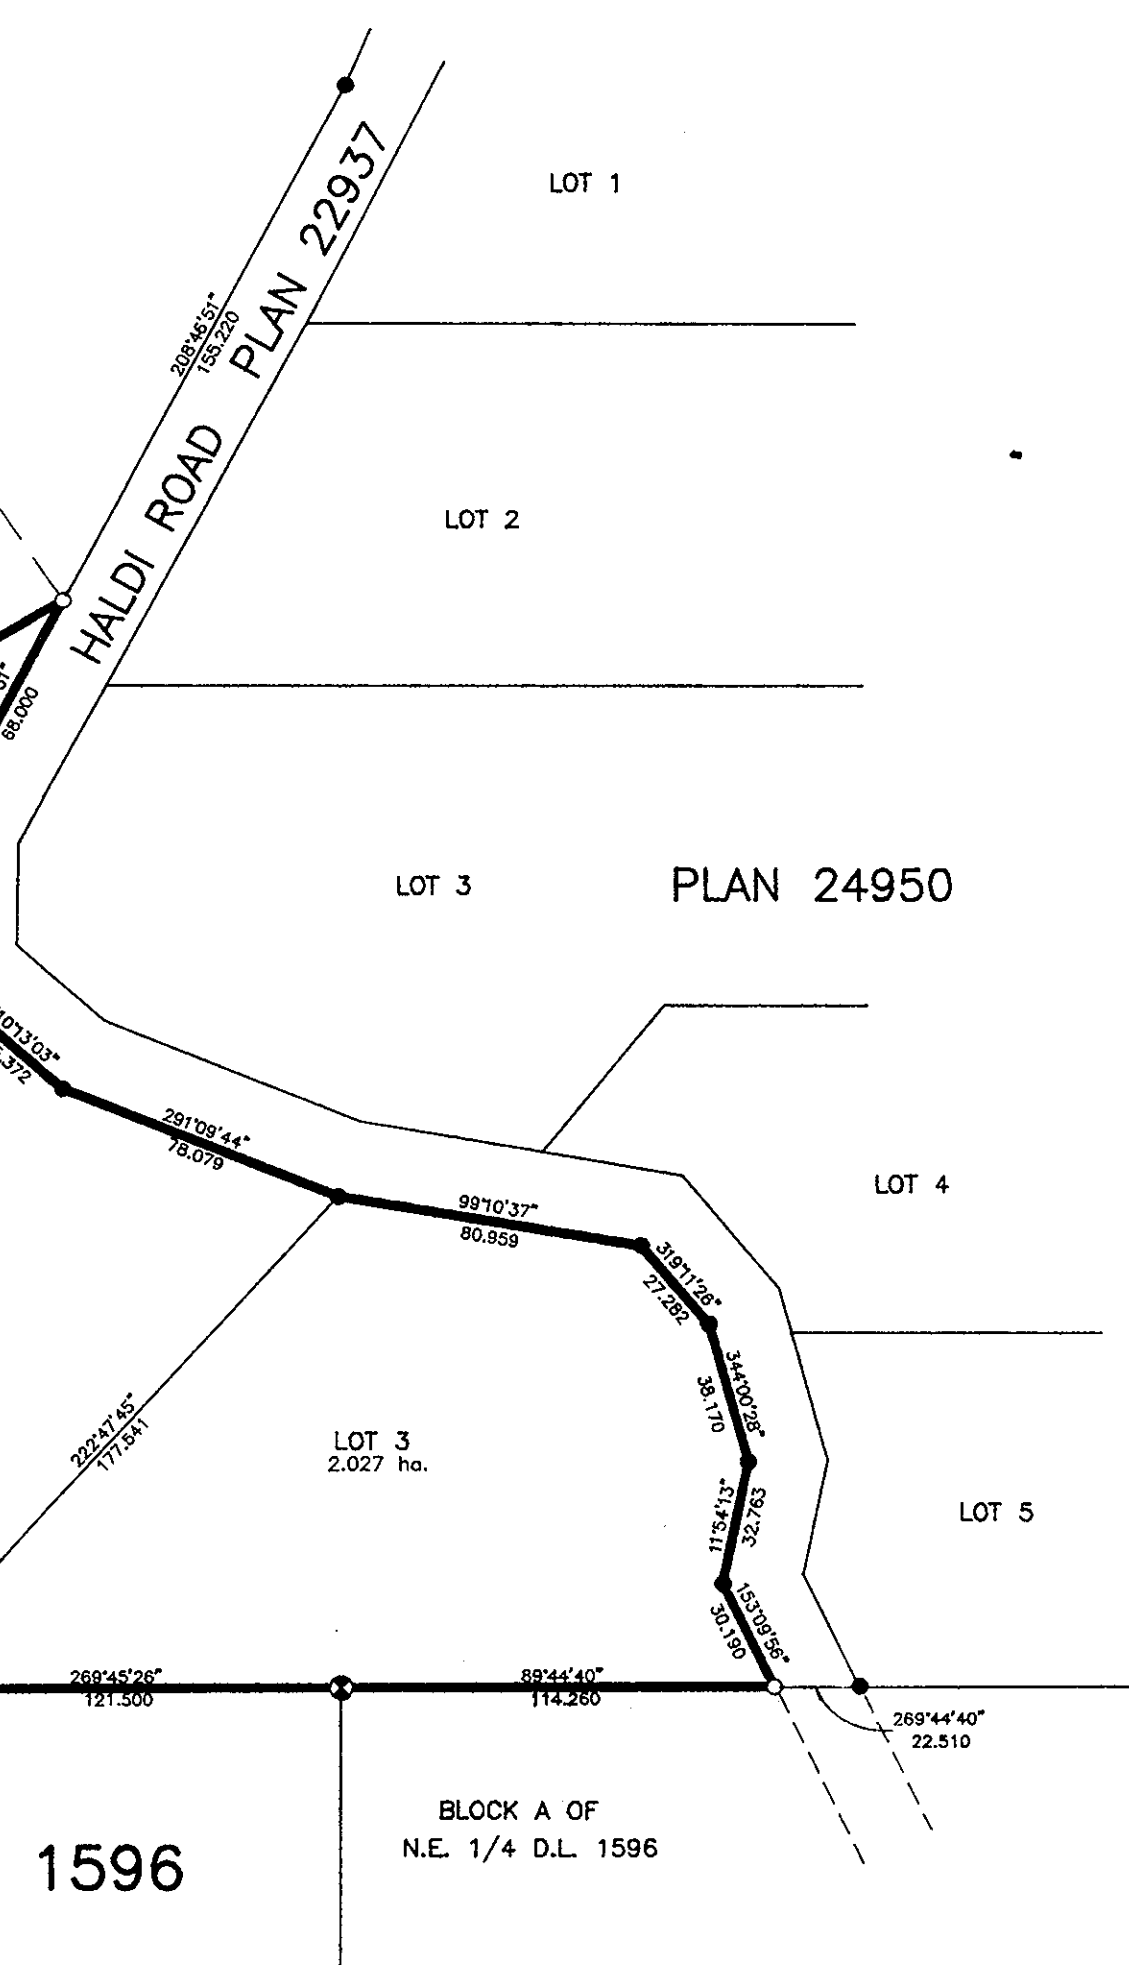 LOT 1
PLAN 22937
208°46'51"
155.220
HALDI ROAD
LOT 2
68.000
LOT 3
PLAN 24950
291°09'44"
78.079
99°10'37"
80.959
LOT 4
319°11'26"
27.282
344°00'28"
38.170
222°47'45"
177.541
LOT 3
2.027 ha.
11°54'13"
32.763
LOT 5
153°09'56"
30.190
269°45'26"
121.500
89°44'40"
114.260
269°44'40"
22.510
BLOCK A OF
N.E. 1/4 D.L. 1596
1596